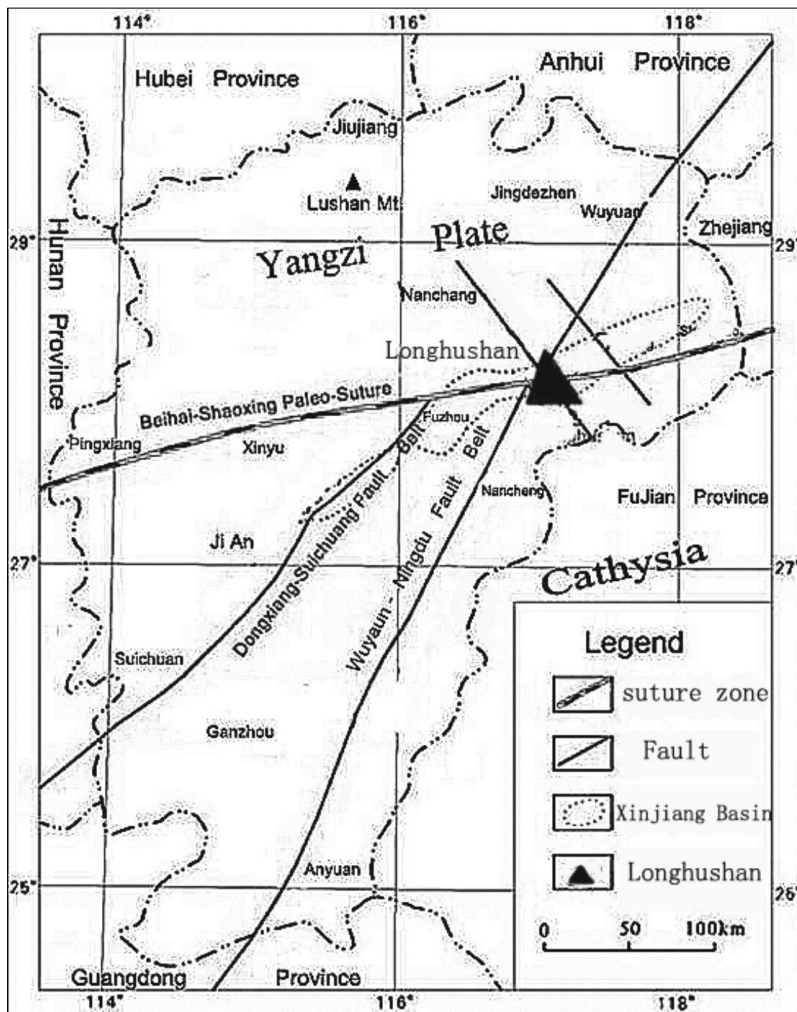 114° 116° 118°
Hubei Province
Anhui Province
Jiujiang
Lushan Mt.
Jingdezhen
Wuyuan
Zhejiang
Hunan Province
29°
29°
Yangzi Plate
Nanchang
Longhushan
Beihai-Shaoxing Paleo-Suture
Fuzhou
Pingxiang
Xinyu
Nancheng
FuJian Province
Ji An
27°
27°
Cathysia
Dongxiang-Suichuang Fault Belt
Wuyaun - Ningdu Fault Belt
Suichuan
Ganzhou
Anyuan
25°
26°
Legend
suture zone
Fault
Xinjiang Basin
Longhushan
0 50 100km
Guangdong Province
114° 116° 118°